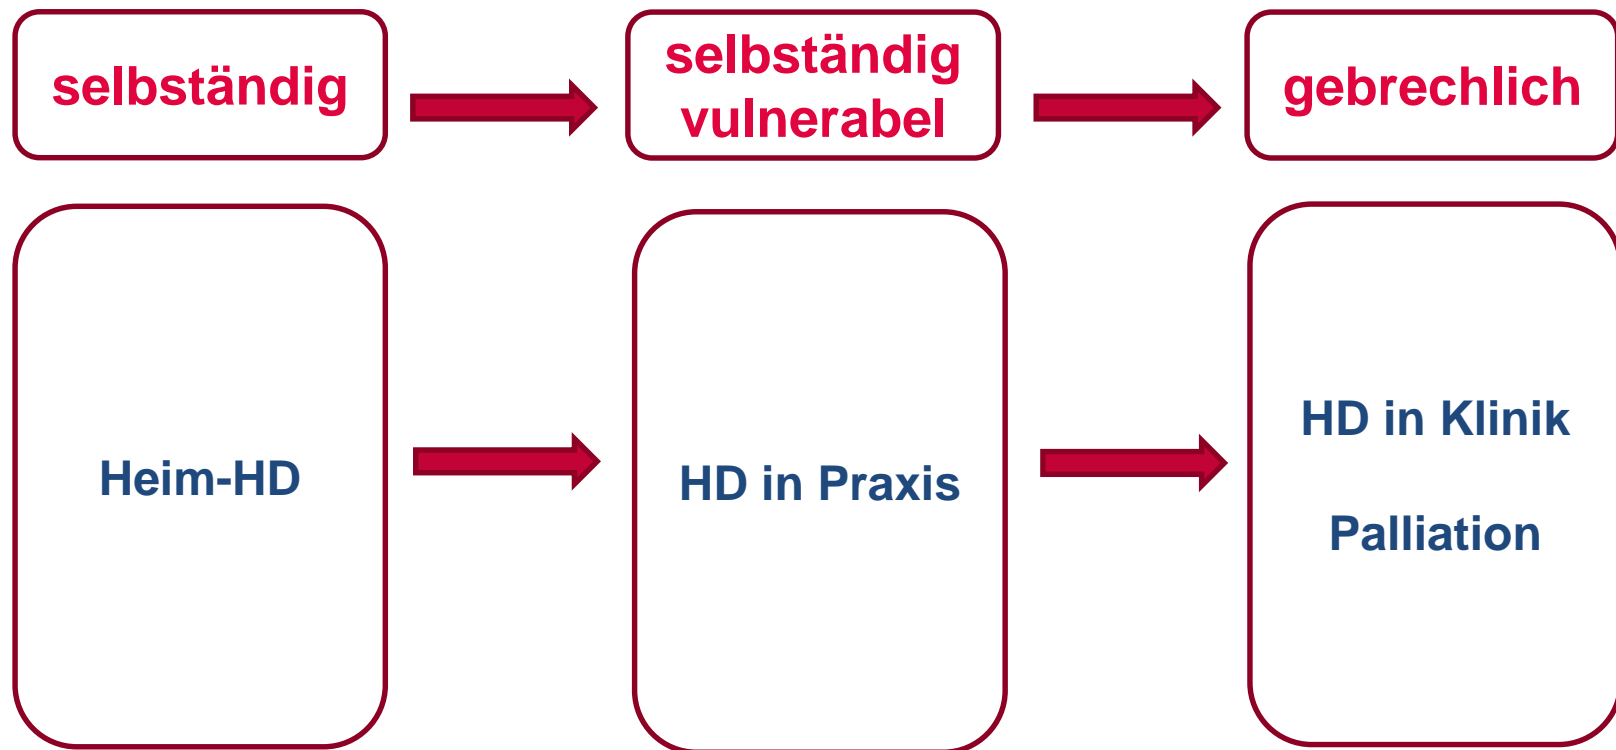 selbständig
selbständig
vulnerabel
gebrechlich
Heim-HD
HD in Praxis
HD in Klinik
Palliation